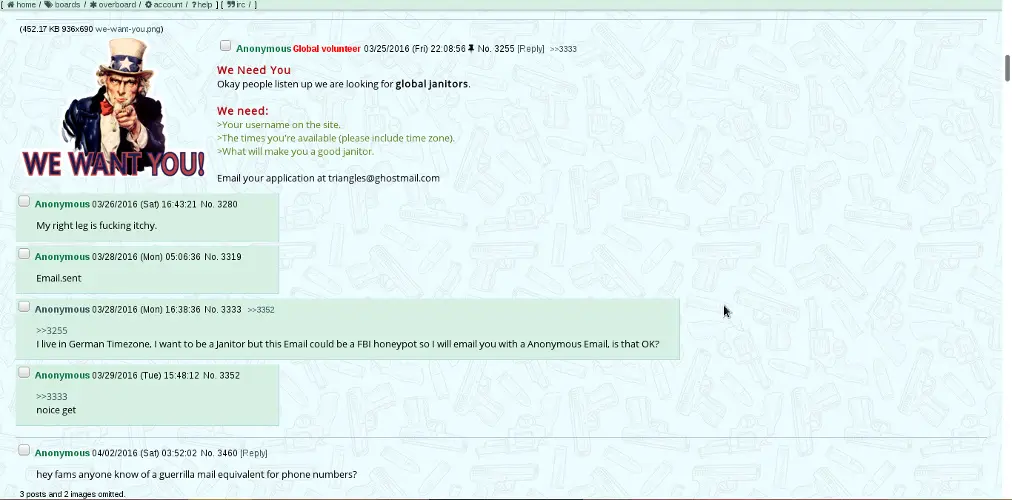 [ home / boards / overboard / account / ? help ] [ irc / ]
(452.17 KB 936x690 we-want-you.png)
Anonymous Global volunteer 03/25/2016 (Fri) 22:08:56 No. 3255 [Reply] >>3333
We Need You
Okay people listen up we are looking for global janitors.
We need:
>Your username on the site.
>The times you're available (please include time zone).
>What will make you a good janitor.
Email your application at triangles@ghostmail.com
WE WANT YOU!
Anonymous 03/26/2016 (Sat) 16:43:21 No. 3280
My right leg is fucking itchy.
Anonymous 03/28/2016 (Mon) 05:06:36 No. 3319
Email.sent
Anonymous 03/28/2016 (Mon) 16:38:36 No. 3333 >>3352
>>3255
I live in German Timezone, I want to be a Janitor but this Email could be a FBI honeypot so I will email you with a Anonymous Email, is that OK?
Anonymous 03/29/2016 (Tue) 15:48:12 No. 3352
>>3333
noice get
Anonymous 04/02/2016 (Sat) 03:52:02 No. 3460 [Reply]
hey fams anyone know of a guerrilla mail equivalent for phone numbers?
3 posts and 2 images omitted.